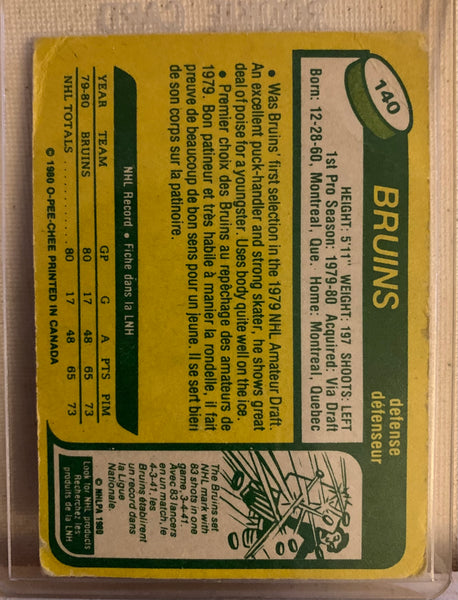 140
BRUINS
defense
défenseur
HEIGHT: 5'11" WEIGHT: 197 SHOOTS: LEFT
1st Pro Season: 1979-80 Acquired: Via Draft
Born: 12-28-60, Montreal, Que. Home: Montreal, Quebec
• Was Bruins' first selection in the 1979 NHL Amateur Draft
An excellent puck-handler and strong skater, he shows great
deal of poise for a youngster. Uses body quite well on the ice.
• Premier choix des Bruins au repêchage des amateurs de
1979. Bon patineur et très habile à manier la rondelle, il fait
preuve de beaucoup de bon sens pour un jeune. Il se sert bien
de son corps sur la patinoire.
NHL Record • Fiche dans la LNH
YEAR TEAM GP G A PTS PIM
79-80 BRUINS 80 17 48 65 73
NHL TOTALS 80 17 48 65 73
© 1980 O-PEE-CHEE PRINTED IN CANADA
The Bruins set
NHL mark with
83 shots in one
game, 3-4-41.
Avec 83 lancers
en un match, le
4-3-41, les
Bruins établirent
un record dans
la Ligue
Nationale.
© NHLPA 1980
Look for NHL products
Recherchez les
produits de la LNH